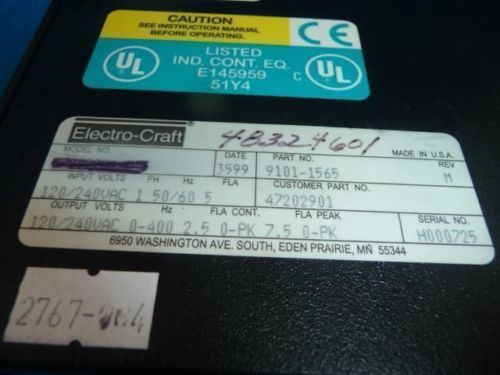 CAUTION
SEE INSTRUCTION MANUAL
BEFORE OPERATING.
CE
UL
LISTED
IND. CONT. EQ.
E145959
51Y4
C UL
Electro-Craft
48324601
MADE IN U.S.A.
MODEL NO. DATE PART NO. REV
3599 9101-1565 M
INPUT VOLTS PH Hz FLA CUSTOMER PART NO.
120/240VAC 1 50/60 5 47202901
OUTPUT VOLTS Hz FLA CONT. FLA PEAK SERIAL NO.
120/240VAC 0-400 2.5 0-PK 7.5 0-PK H000725
6950 WASHINGTON AVE. SOUTH, EDEN PRAIRIE, MN 55344